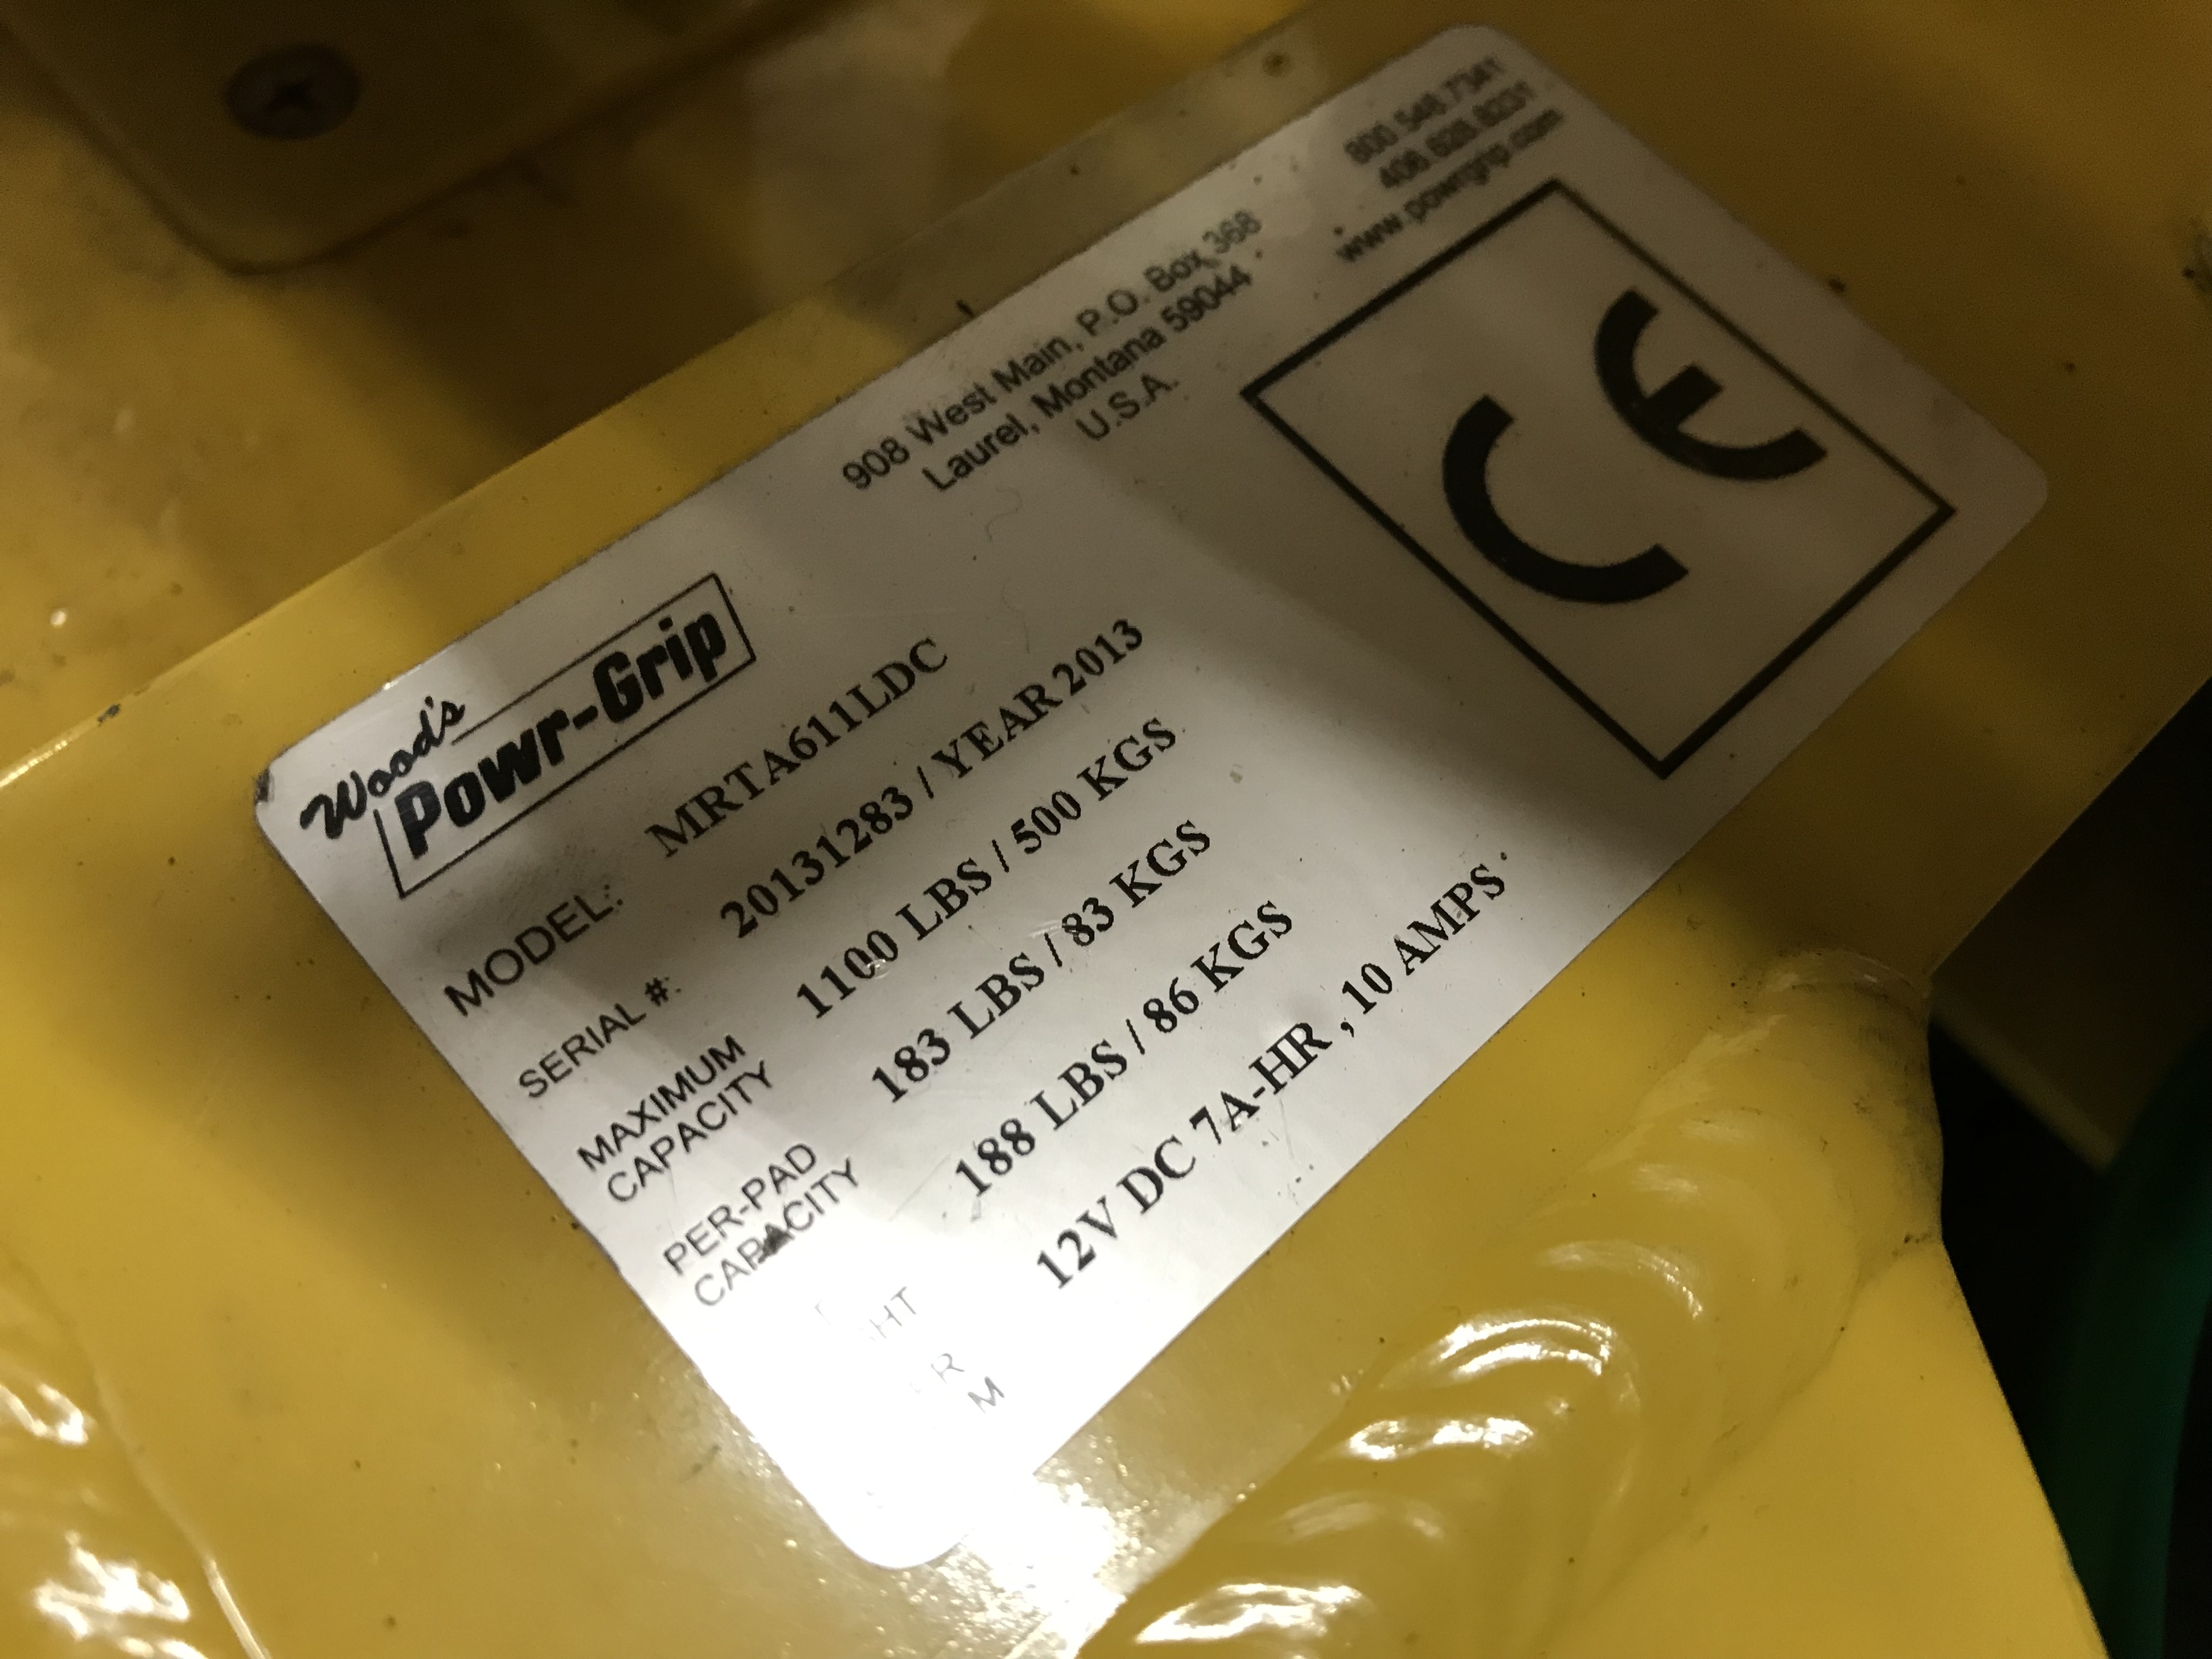 Wood's
Powr-Grip
908 West Main, P.O. Box 368
Laurel, Montana 59044
U.S.A.
800 548 7341
406 628 8231
www.powrgrip.com
CE
MODEL: MRTA611LDC
SERIAL #: 20131283 / YEAR 2013
MAXIMUM
CAPACITY 1100 LBS / 500 KGS
PER-PAD
CAPACITY 183 LBS / 83 KGS
188 LBS / 86 KGS
12V DC 7A-HR , 10 AMPS